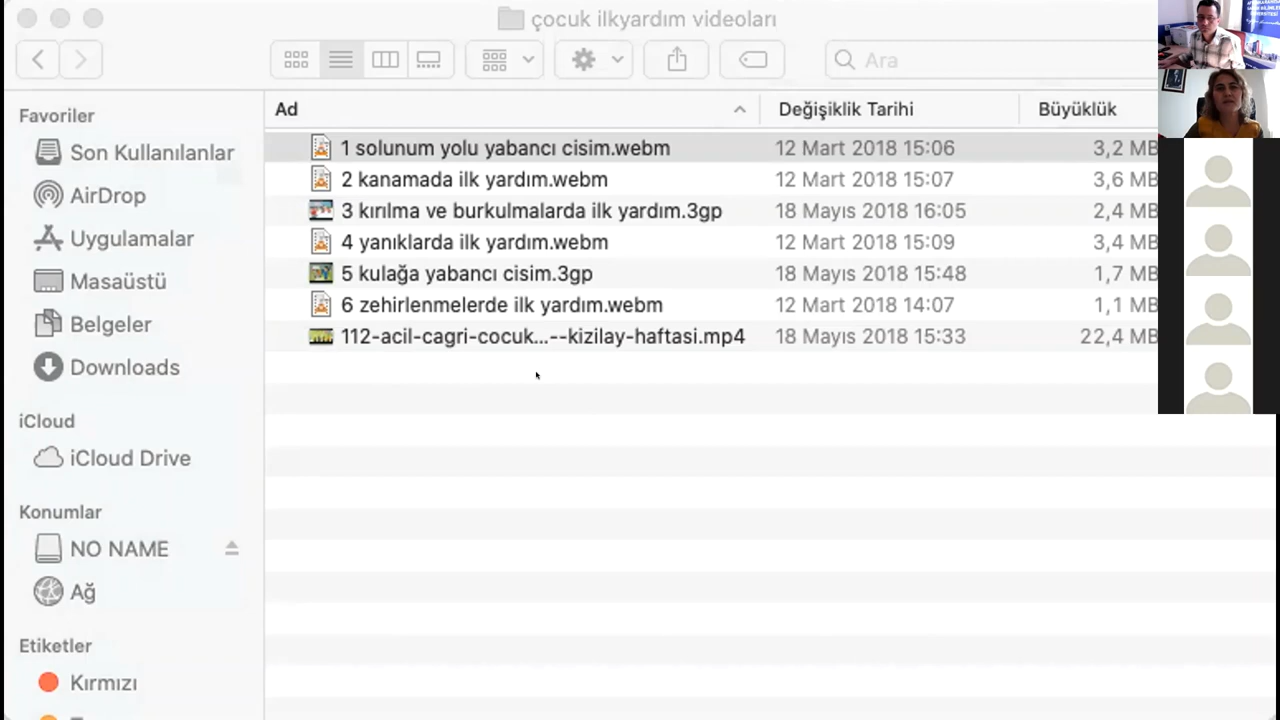 çocuk ilkyardım videoları
Ara
Favoriler
Son Kullanılanlar
AirDrop
Uygulamalar
Masaüstü
Belgeler
Downloads
iCloud
iCloud Drive
Konumlar
NO NAME
Ağ
Etiketler
Kırmızı
Ad Değişiklik Tarihi Büyüklük
1 solunum yolu yabancı cisim.webm 12 Mart 2018 15:06 3,2 MB
2 kanamada ilk yardım.webm 12 Mart 2018 15:07 3,6 MB
3 kırılma ve burkulmalarda ilk yardım.3gp 18 Mayıs 2018 16:05 2,4 MB
4 yanıklarda ilk yardım.webm 12 Mart 2018 15:09 3,4 MB
5 kulağa yabancı cisim.3gp 18 Mayıs 2018 15:48 1,7 MB
6 zehirlenmelerde ilk yardım.webm 12 Mart 2018 14:07 1,1 MB
112-acil-cagri-cocuk...--kizilay-haftasi.mp4 18 Mayıs 2018 15:33 22,4 MB